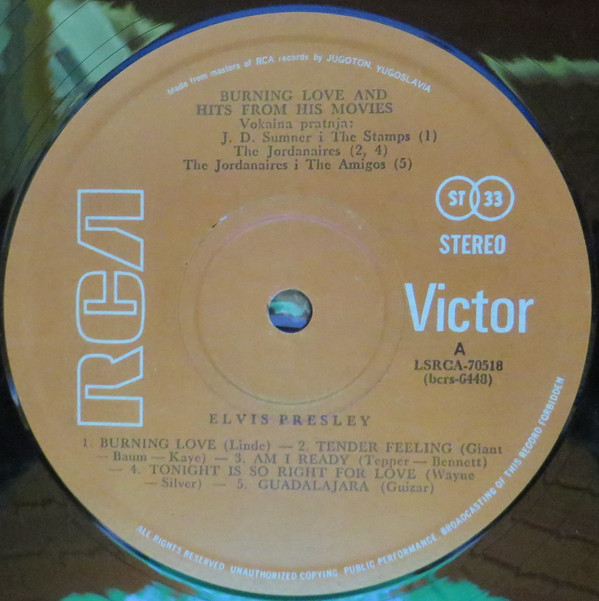 Made from masters of RCA records by JUGOTON, YUGOSLAVIA
BURNING LOVE AND
HITS FROM HIS MOVIES
Vokalna pratnja:
J. D. Sumner i The Stamps (1)
The Jordanaires (2, 4)
The Jordanaires i The Amigos (5)
RCA
ST 33
STEREO
Victor
A
LSRCA-70518
(bcrs-6448)
ELVIS PRESLEY
1. BURNING LOVE (Linde) — 2. TENDER FEELING (Giant
– Baum – Kaye) — 3. AM I READY (Tepper – Bennett)
— 4. TONIGHT IS SO RIGHT FOR LOVE (Wayne
– Silver) — 5. GUADALAJARA (Guizar)
ALL RIGHTS RESERVED. UNAUTHORIZED COPYING, PUBLIC PERFORMANCE, BROADCASTING OF THIS RECORD FORBIDDEN